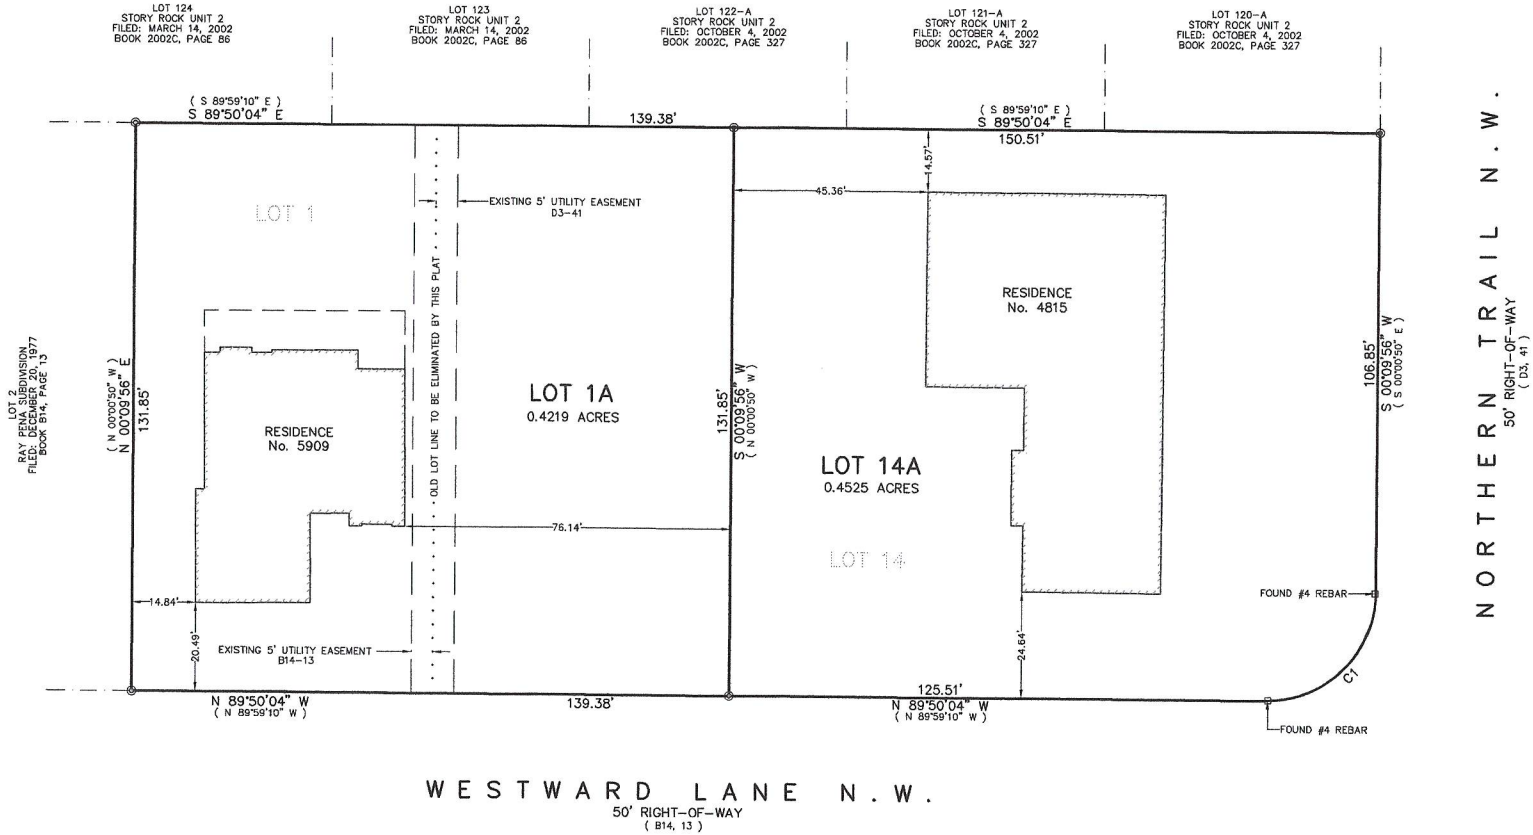 LOT 124
STORY ROCK UNIT 2
FILED: MARCH 14, 2002
BOOK 2002C, PAGE 86
LOT 123
STORY ROCK UNIT 2
FILED: MARCH 14, 2002
BOOK 2002C, PAGE 86
LOT 122-A
STORY ROCK UNIT 2
FILED: OCTOBER 4, 2002
BOOK 2002C, PAGE 327
LOT 121-A
STORY ROCK UNIT 2
FILED: OCTOBER 4, 2002
BOOK 2002C, PAGE 327
LOT 120-A
STORY ROCK UNIT 2
FILED: OCTOBER 4, 2002
BOOK 2002C, PAGE 327
( S 89°59'10" E )
S 89°50'04" E
139.38'
( S 89°59'10" E )
S 89°50'04" E
150.51'
14.57'
45.36'
EXISTING 5' UTILITY EASEMENT
D3-41
LOT 1
OLD LOT LINE TO BE ELIMINATED BY THIS PLAT
RESIDENCE
No. 4815
LOT 2
RAY PENA SUBDIVISION
FILED: DECEMBER 20, 1977
BOOK B14, PAGE 13
( N 00°00'50" W )
N 00°09'56" E
131.85'
LOT 1A
0.4219 ACRES
RESIDENCE
No. 5909
131.85'
S 00°09'56" W
( N 00°00'50" W )
LOT 14A
0.4525 ACRES
LOT 14
106.85'
S 00°09'56" W
( S 00°00'50" E )
NORTHERN TRAIL N.W.
50' RIGHT-OF-WAY
( D3, 41 )
76.14'
14.84'
20.49'
EXISTING 5' UTILITY EASEMENT
B14-13
24.64'
FOUND #4 REBAR
C1
FOUND #4 REBAR
N 89°50'04" W
( N 89°59'10" W )
139.38'
125.51'
N 89°50'04" W
( N 89°59'10" W )
WESTWARD LANE N.W.
50' RIGHT-OF-WAY
( B14, 13 )